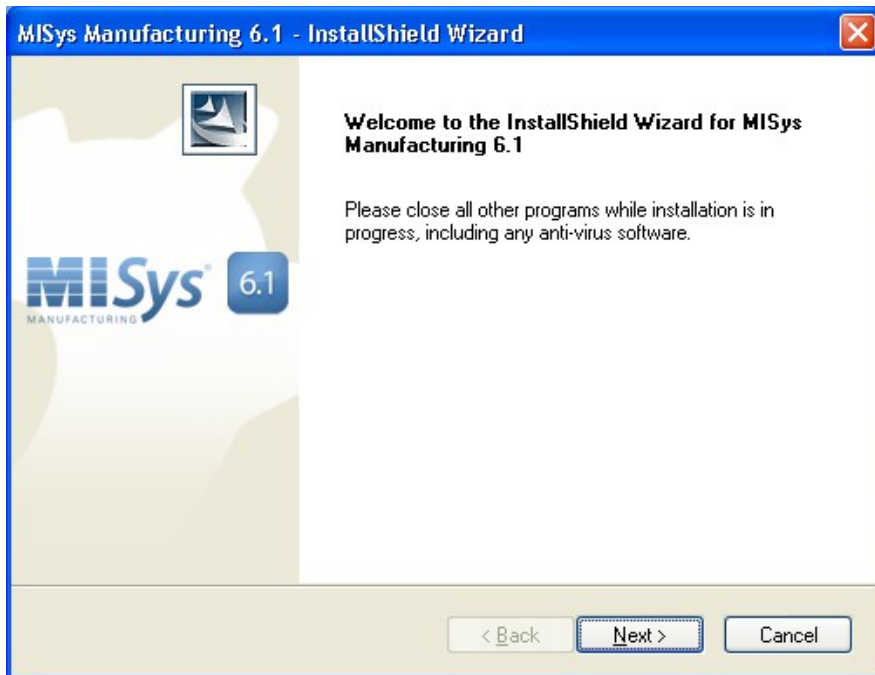 MISys Manufacturing 6.1 - InstallShield Wizard
Welcome to the InstallShield Wizard for MISys
Manufacturing 6.1
Please close all other programs while installation is in
progress, including any anti-virus software.
MISys® 6.1
MANUFACTURING
< Back Next > Cancel